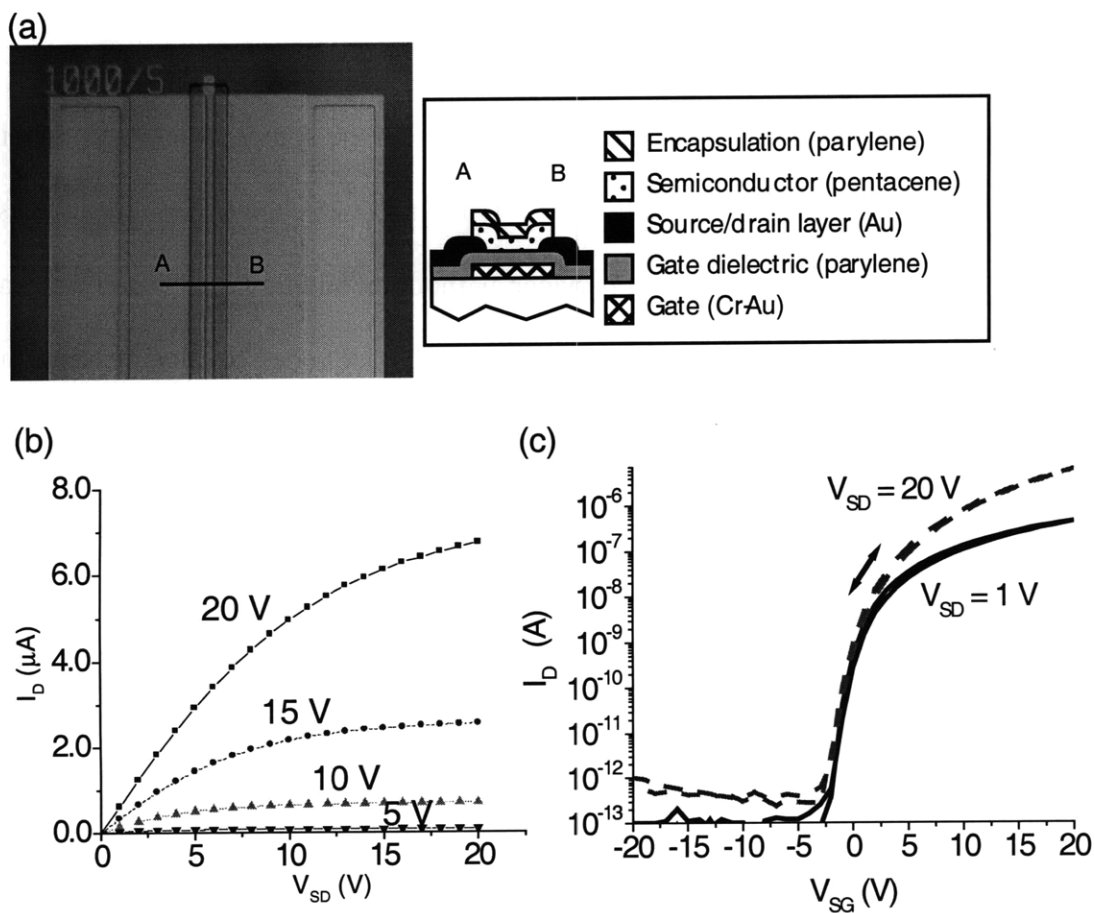 (a)
1000/5
A B
A B
Encapsulation (parylene)
Semiconductor (pentacene)
Source/drain layer (Au)
Gate dielectric (parylene)
Gate (Cr-Au)
(b)
8.0
6.0
4.0
2.0
0.0
I_D (μA)
20 V
15 V
10 V
5 V
0 5 10 15 20
V_SD (V)
(c)
10^-6
10^-7
10^-8
10^-9
10^-10
10^-11
10^-12
10^-13
I_D (A)
V_SD = 20 V
V_SD = 1 V
-20 -15 -10 -5 0 5 10 15 20
V_SG (V)